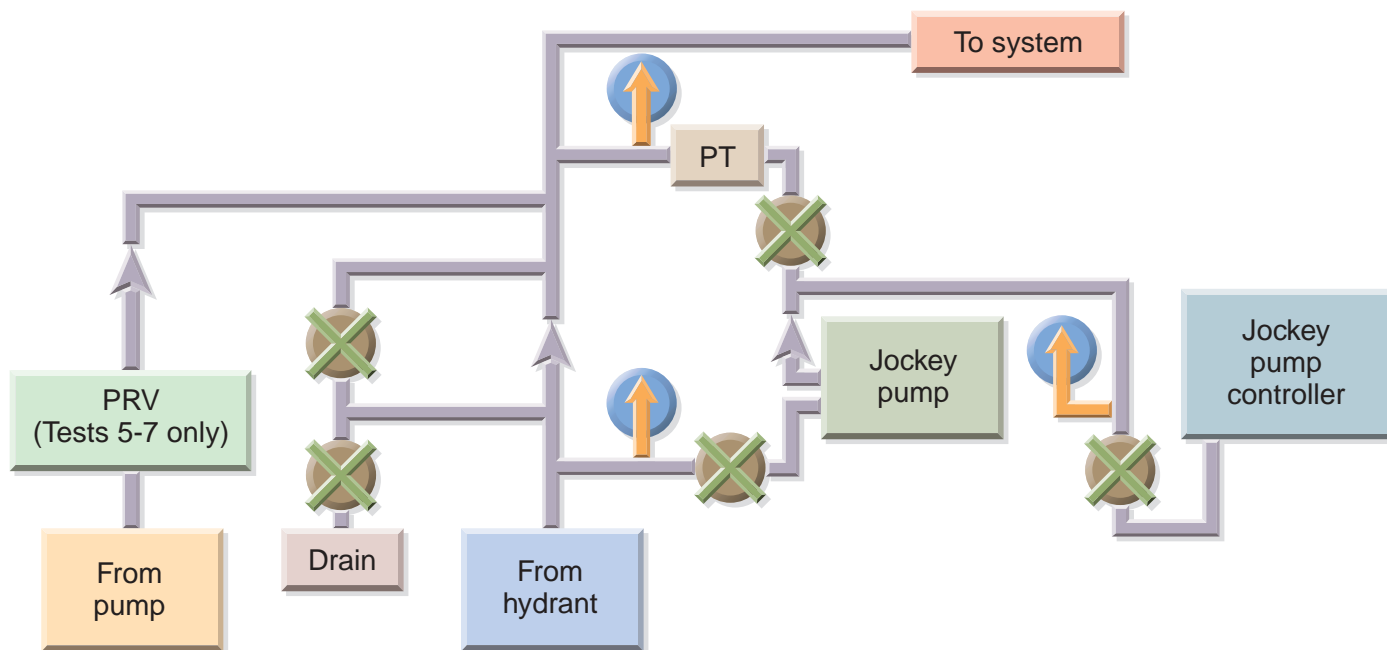 To system
PT
Jockey
pump
Jockey
pump
controller
PRV
(Tests 5-7 only)
From
pump
Drain
From
hydrant